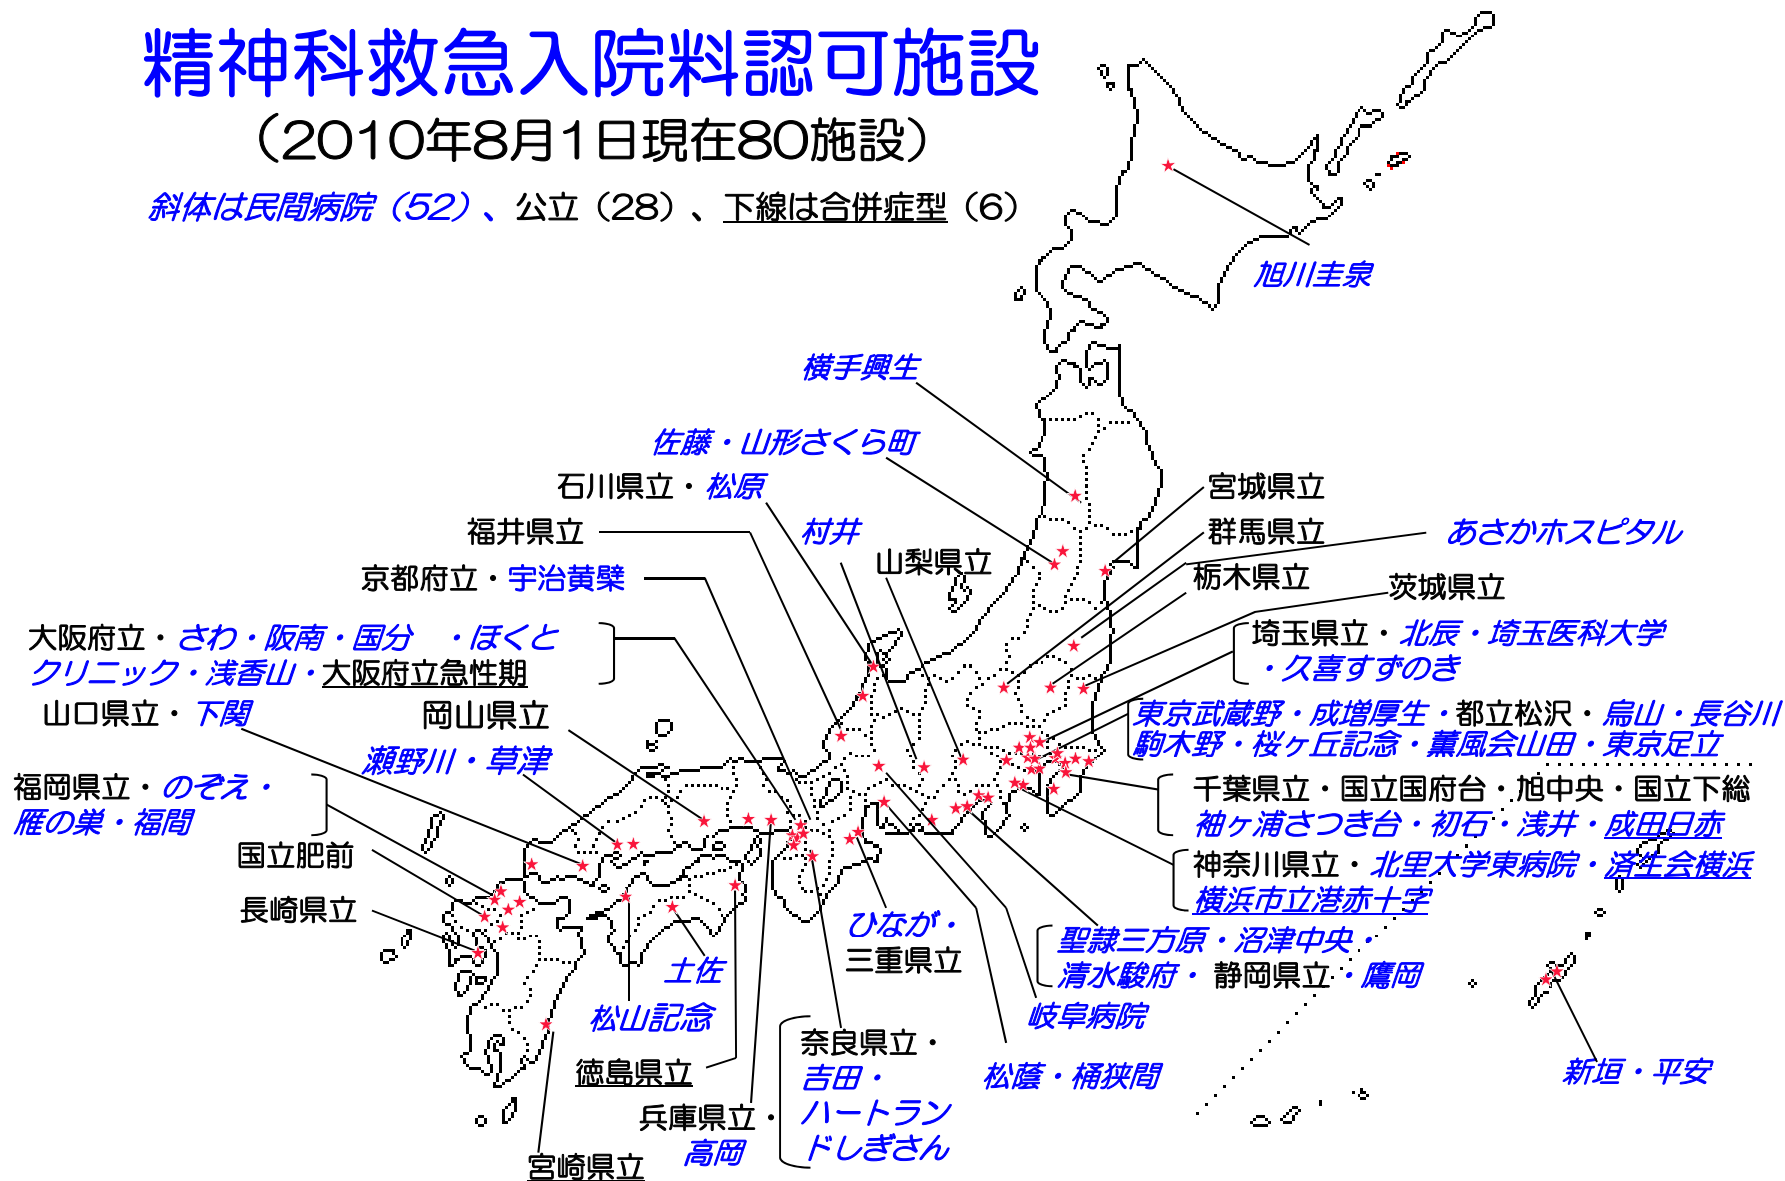 精神科救急入院料認可施設
（2010年8月1日現在80施設）
斜体は民間病院（52）、公立（28）、下線は合併症型（6）
旭川圭泉
横手興生
佐藤・山形さくら町
石川県立・松原
宮城県立
福井県立
村井
群馬県立
あさかホスピタル
山梨県立
京都府立・宇治黄檗
栃木県立
茨城県立
大阪府立・さわ・阪南・国分　・ほくと
クリニック・浅香山・大阪府立急性期
埼玉県立・北辰・埼玉医科大学
・久喜すずのき
山口県立・下関
岡山県立
東京武蔵野・成増厚生・都立松沢・烏山・長谷川
駒木野・桜ヶ丘記念・薫風会山田・東京足立
瀬野川・草津
福岡県立・のぞえ・
雁の巣・福間
千葉県立・国立国府台・旭中央・国立下総
袖ヶ浦さつき台・初石・浅井・成田日赤
国立肥前
神奈川県立・北里大学東病院・済生会横浜
横浜市立港赤十字
長崎県立
ひなが・
三重県立
聖隷三方原・沼津中央・
清水駿府・静岡県立・鷹岡
土佐
松山記念
岐阜病院
奈良県立・
吉田・
ハートラン
ドしぎさん
松蔭・桶狭間
新垣・平安
徳島県立
兵庫県立・
高岡
宮崎県立